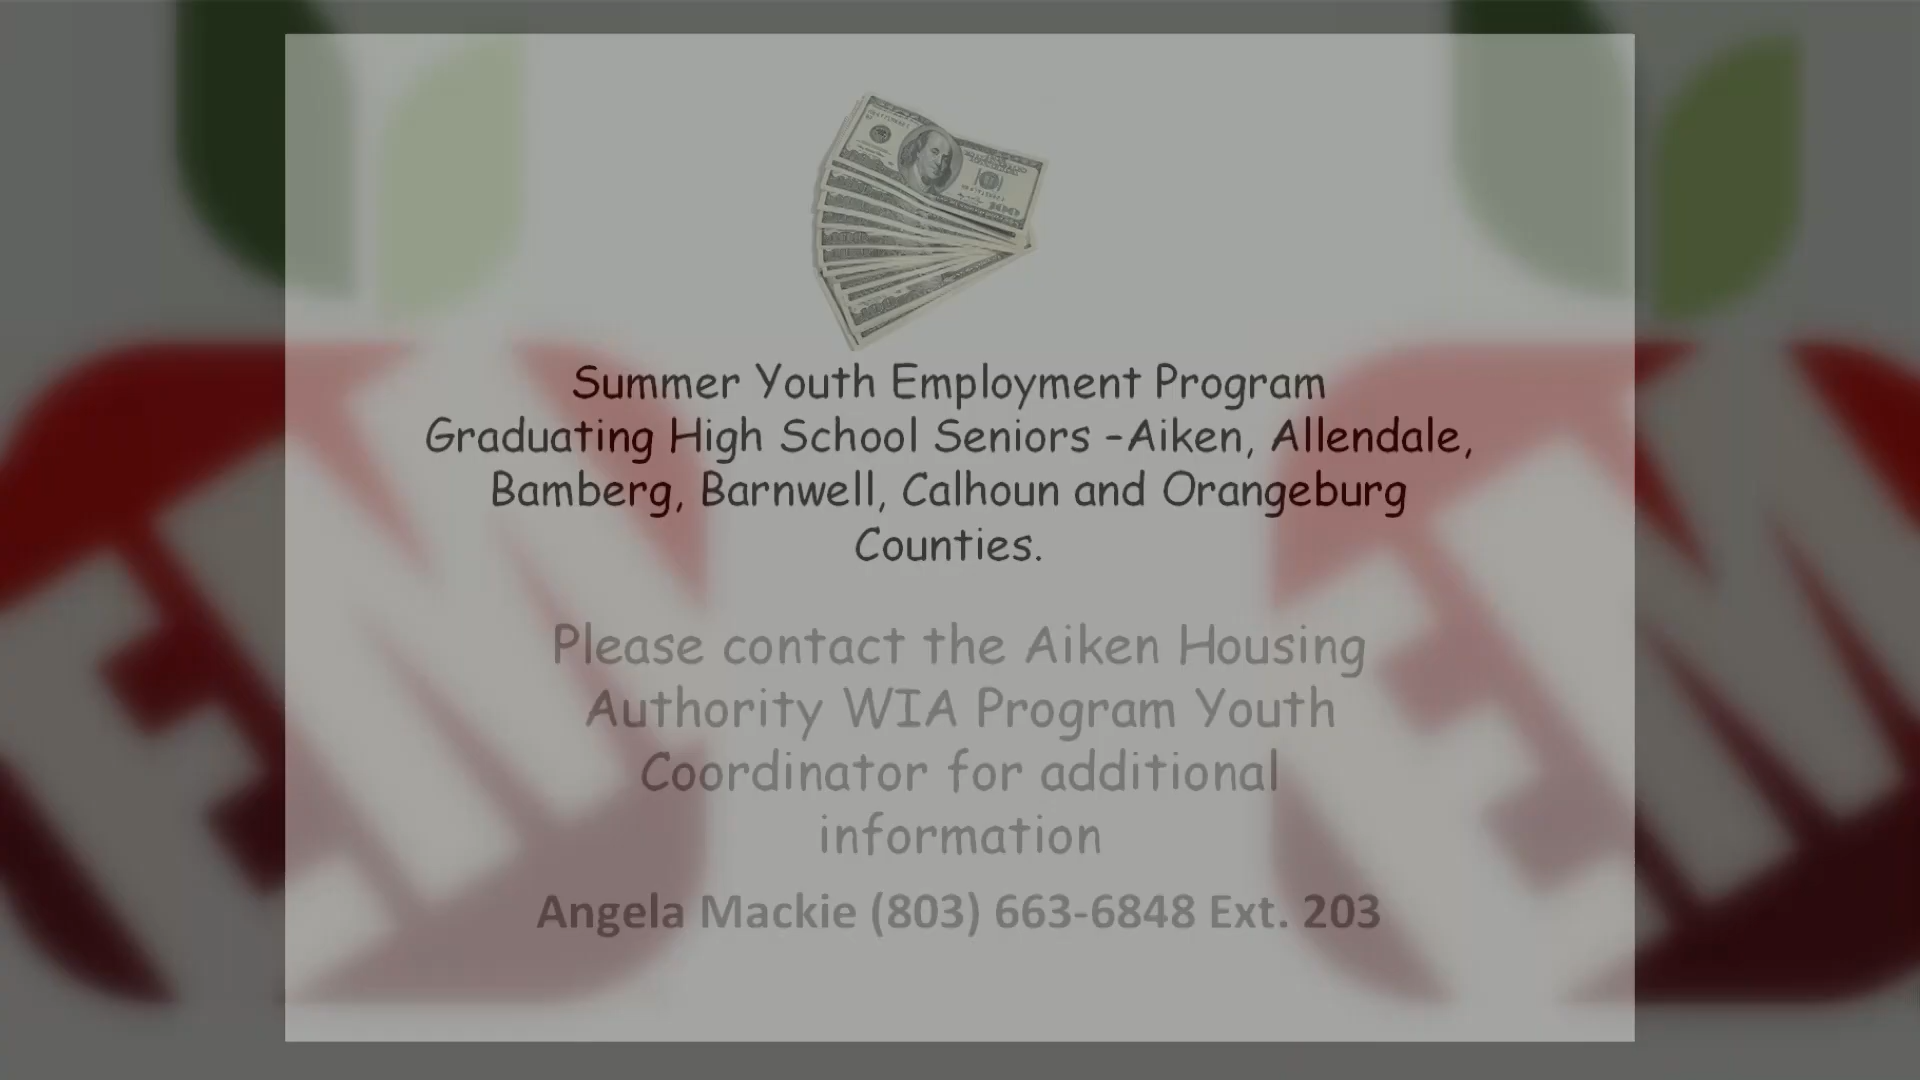 Summer Youth Employment Program
Graduating High School Seniors -Aiken, Allendale,
Bamberg, Barnwell, Calhoun and Orangeburg
Counties.
Please contact the Aiken Housing
Authority WIA Program Youth
Coordinator for additional
information
Angela Mackie (803) 663-6848 Ext. 203